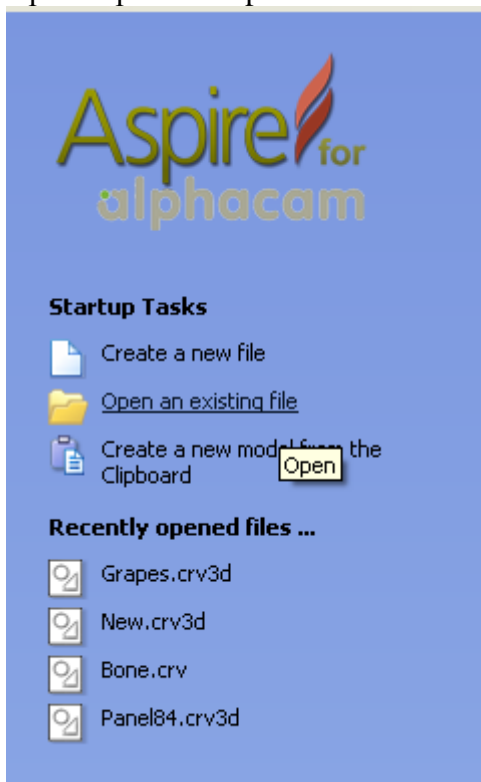 Aspire for
alphacam
Startup Tasks
Create a new file
Open an existing file
Create a new model from the
Clipboard
Open
Recently opened files ...
Grapes.crv3d
New.crv3d
Bone.crv
Panel84.crv3d